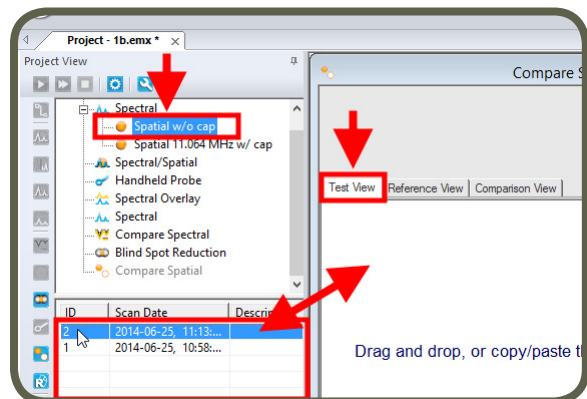 Project - 1b.emx *
Project View
Compare S
Spectral
Spatial w/o cap
Spatial 11.064 MHz w/ cap
Spectral/Spatial
Handheld Probe
Spectral Overlay
Spectral
Compare Spectral
Blind Spot Reduction
Compare Spatial
Test View Reference View Comparison View
ID Scan Date Descrip
2 2014-06-25, 11:13:...
1 2014-06-25, 10:58:...
Drag and drop, or copy/paste t